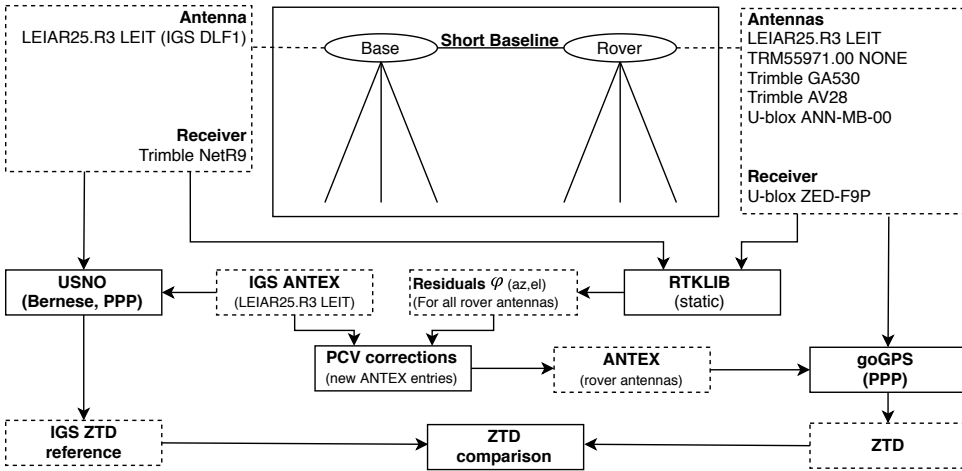 Antenna
LEIAR25.R3 LEIT (IGS DLF1)
Receiver
Trimble NetR9
Base
Short Baseline
Rover
Antennas
LEIAR25.R3 LEIT
TRM55971.00 NONE
Trimble GA530
Trimble AV28
U-blox ANN-MB-00
Receiver
U-blox ZED-F9P
USNO
(Bernese, PPP)
IGS ANTEX
(LEIAR25.R3 LEIT)
Residuals φ (az,el)
(For all rover antennas)
RTKLIB
(static)
PCV corrections
(new ANTEX entries)
ANTEX
(rover antennas)
goGPS
(PPP)
IGS ZTD
reference
ZTD
comparison
ZTD